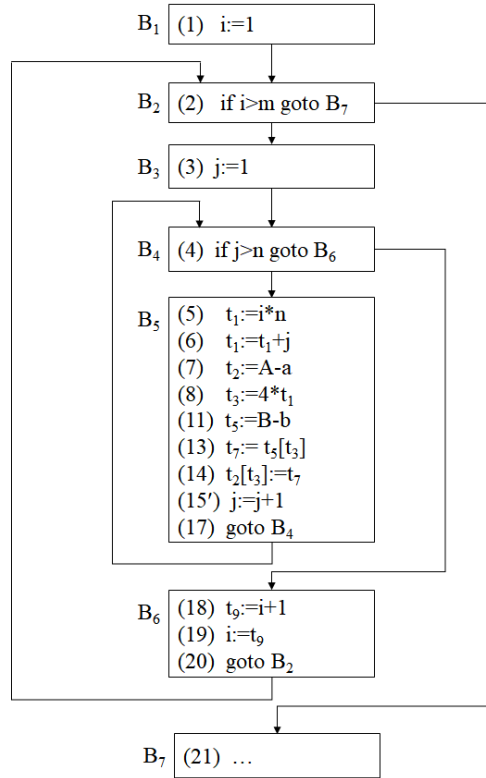 B₁ (1) i:=1
B₂ (2) if i>m goto B₇
B₃ (3) j:=1
B₄ (4) if j>n goto B₆
B₅ (5) t₁:=i*n
(6) t₁:=t₁+j
(7) t₂:=A-a
(8) t₃:=4*t₁
(11) t₅:=B-b
(13) t₇:= t₅[t₃]
(14) t₂[t₃]:=t₇
(15′) j:=j+1
(17) goto B₄
B₆ (18) t₉:=i+1
(19) i:=t₉
(20) goto B₂
B₇ (21) …